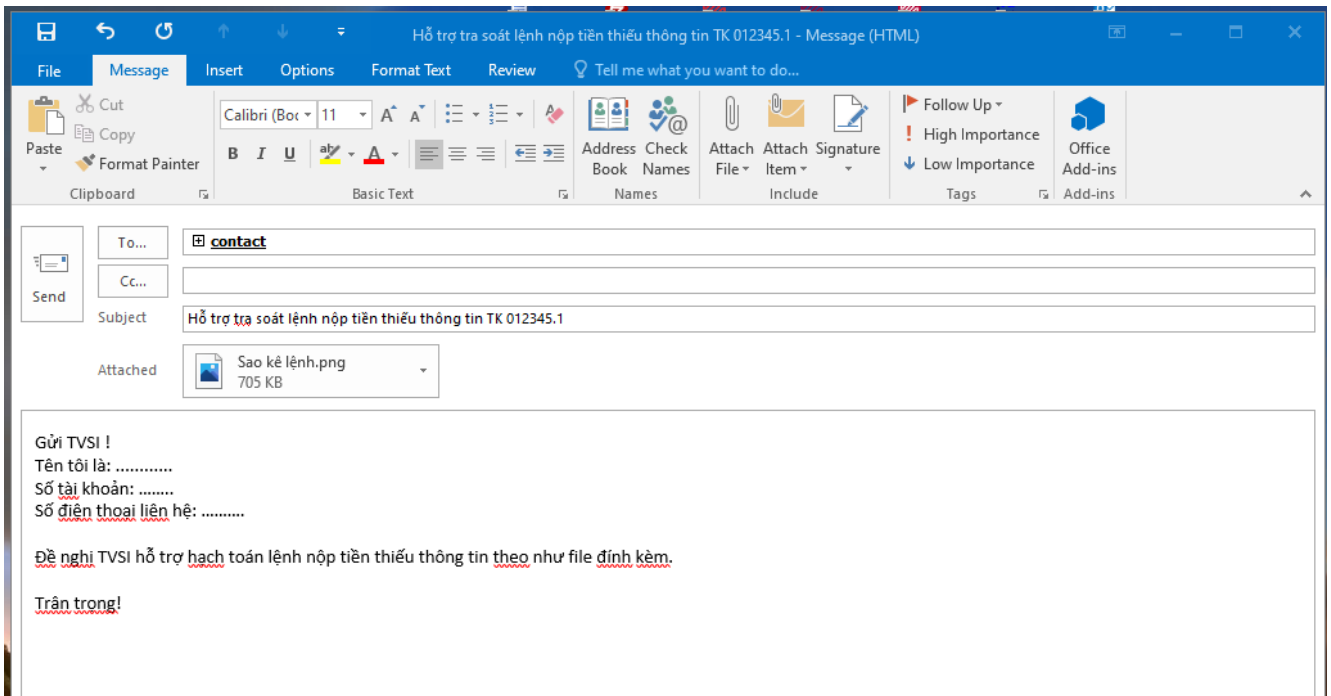 Hỗ trợ tra soát lệnh nộp tiền thiếu thông tin TK 012345.1 - Message (HTML)
File Message Insert Options Format Text Review Tell me what you want to do...
Paste
Cut
Copy
Format Painter
Clipboard
Calibri (Boc 11
B I U
Basic Text
Address Book
Check Names
Names
Attach File
Attach Item
Signature
Include
Follow Up
High Importance
Low Importance
Tags
Office Add-ins
Add-ins
Send
To... contact
Cc...
Subject Hỗ trợ tra soát lệnh nộp tiền thiếu thông tin TK 012345.1
Attached Sao kê lệnh.png
705 KB
Gửi TVSI !
Tên tôi là: ............
Số tài khoản: ........
Số điện thoại liên hệ: ..........
Đề nghị TVSI hỗ trợ hạch toán lệnh nộp tiền thiếu thông tin theo như file đính kèm.
Trân trọng!